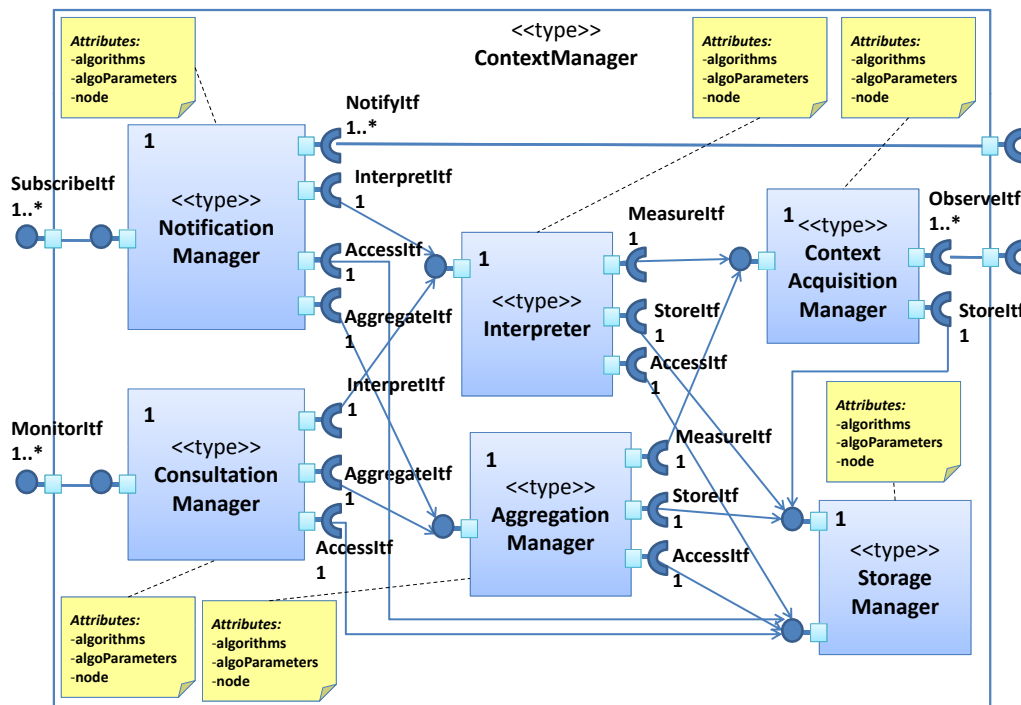 <<type>>
ContextManager
Attributes:
-algorithms
-algoParameters
-node
Attributes:
-algorithms
-algoParameters
-node
Attributes:
-algorithms
-algoParameters
-node
NotifyItf
1..*
1
<<type>>
Notification
Manager
SubscribeItf
1..*
InterpretItf
1
AccessItf
1
AggregateItf
1
1
<<type>>
Interpreter
MeasureItf
1
StoreItf
1
AccessItf
1
1
<<type>>
Context
Acquisition
Manager
ObserveItf
1..*
StoreItf
1
MonitorItf
1..*
1
<<type>>
Consultation
Manager
InterpretItf
1
AggregateItf
1
AccessItf
1
1
<<type>>
Aggregation
Manager
MeasureItf
1
StoreItf
1
AccessItf
1
Attributes:
-algorithms
-algoParameters
-node
1
<<type>>
Storage
Manager
Attributes:
-algorithms
-algoParameters
-node
Attributes:
-algorithms
-algoParameters
-node